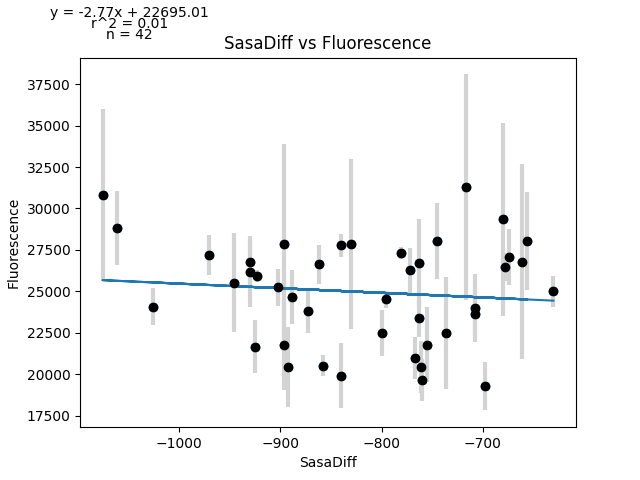 y = -2.77x + 22695.01
r^2 = 0.01
n = 42
SasaDiff vs Fluorescence
37500
35000
32500
30000
27500
25000
22500
20000
17500
Fluorescence
−1000
−900
−800
−700
SasaDiff